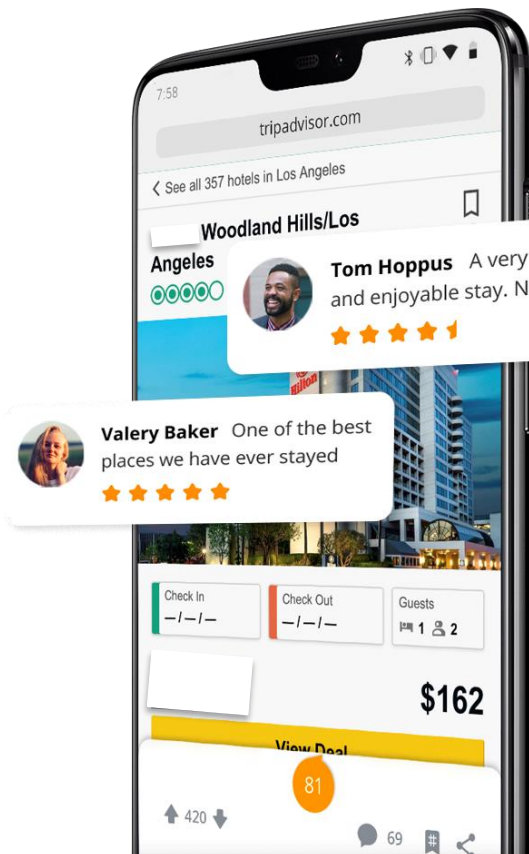 7:58
tripadvisor.com
See all 357 hotels in Los Angeles
Woodland Hills/Los
Angeles
Tom Hoppus A very
and enjoyable stay. N
Hilton
Valery Baker One of the best
places we have ever stayed
Check In
—/—/—
Check Out
—/—/—
Guests
1 2
$162
View Deal
81
420
69
#